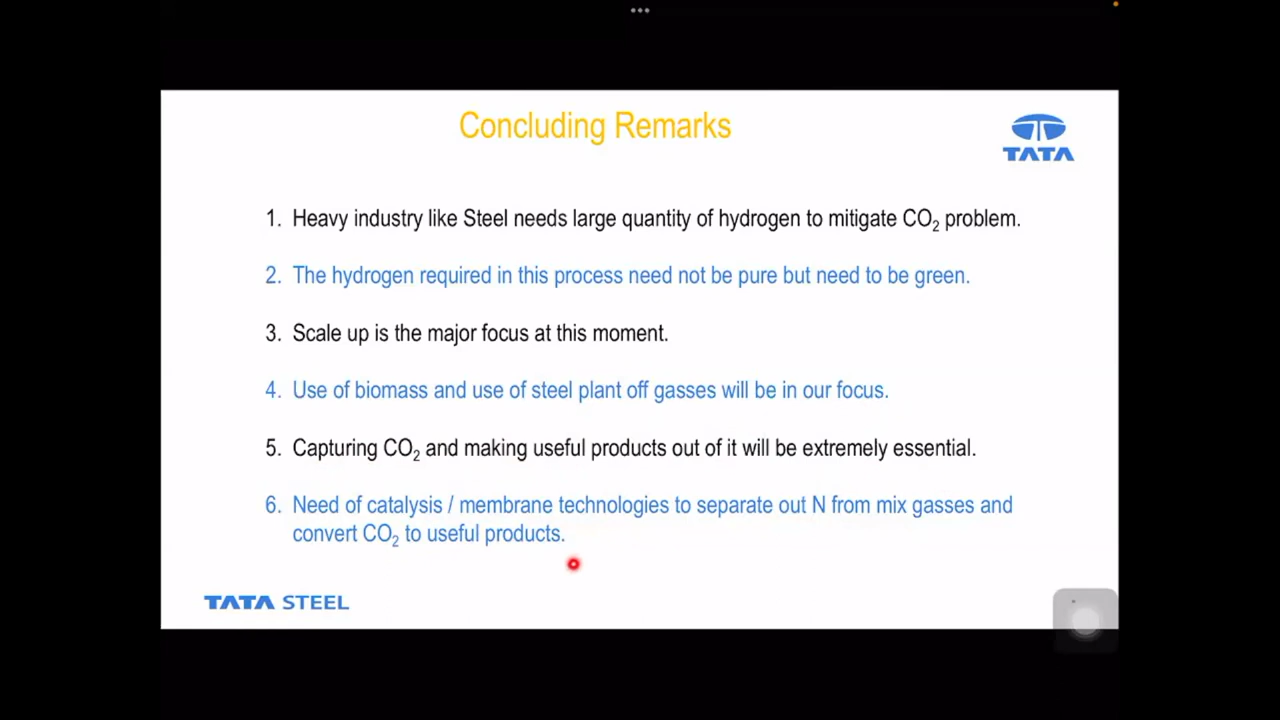 Concluding Remarks
TATA
1. Heavy industry like Steel needs large quantity of hydrogen to mitigate CO₂ problem.
2. The hydrogen required in this process need not be pure but need to be green.
3. Scale up is the major focus at this moment.
4. Use of biomass and use of steel plant off gasses will be in our focus.
5. Capturing CO₂ and making useful products out of it will be extremely essential.
6. Need of catalysis / membrane technologies to separate out N from mix gasses and
convert CO₂ to useful products.
TATA STEEL